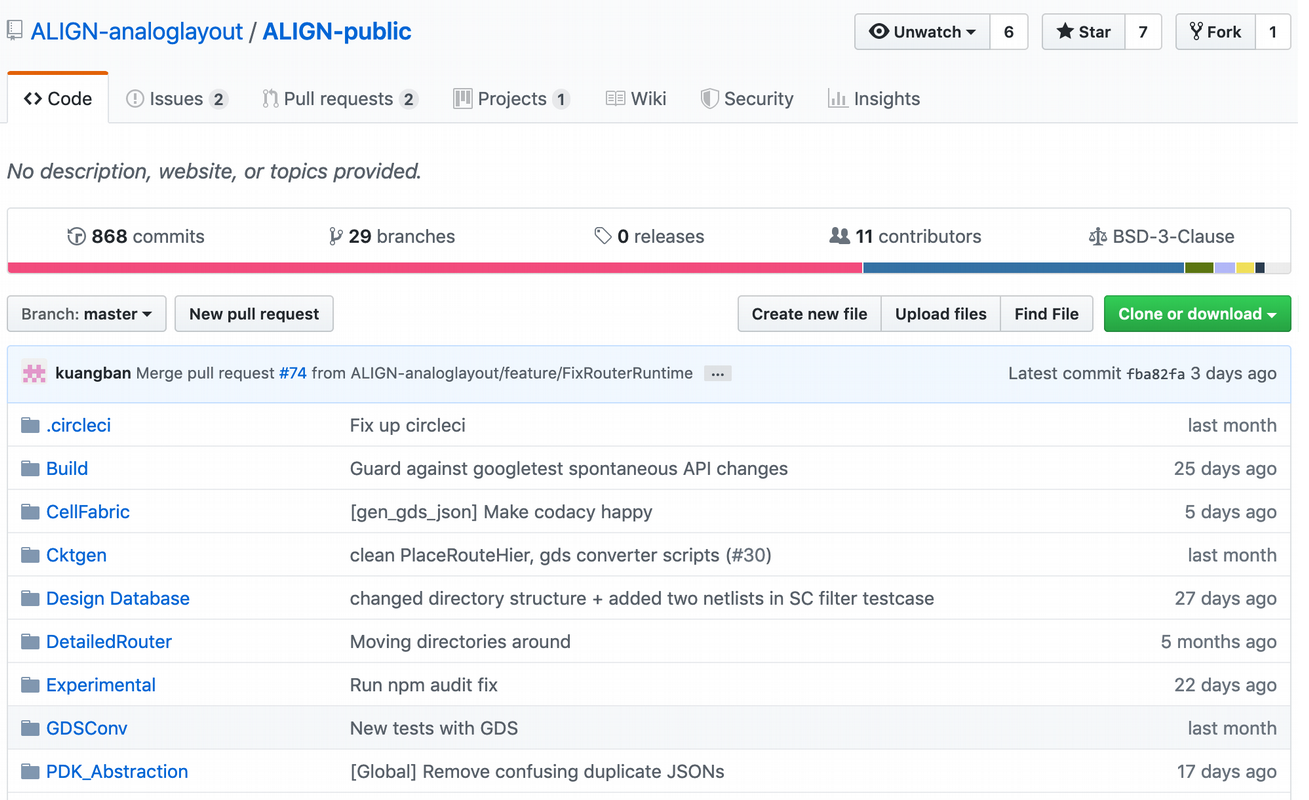 ALIGN-analoglayout / ALIGN-public Unwatch 6 Star 7 Fork 1
Code Issues 2 Pull requests 2 Projects 1 Wiki Security Insights
No description, website, or topics provided.
868 commits 29 branches 0 releases 11 contributors BSD-3-Clause
Branch: master New pull request Create new file Upload files Find File Clone or download
kuangban Merge pull request #74 from ALIGN-analoglayout/feature/FixRouterRuntime ... Latest commit fba82fa 3 days ago
.circleci Fix up circleci last month
Build Guard against googletest spontaneous API changes 25 days ago
CellFabric [gen_gds_json] Make codacy happy 5 days ago
Cktgen clean PlaceRouteHier, gds converter scripts (#30) last month
Design Database changed directory structure + added two netlists in SC filter testcase 27 days ago
DetailedRouter Moving directories around 5 months ago
Experimental Run npm audit fix 22 days ago
GDSConv New tests with GDS last month
PDK_Abstraction [Global] Remove confusing duplicate JSONs 17 days ago